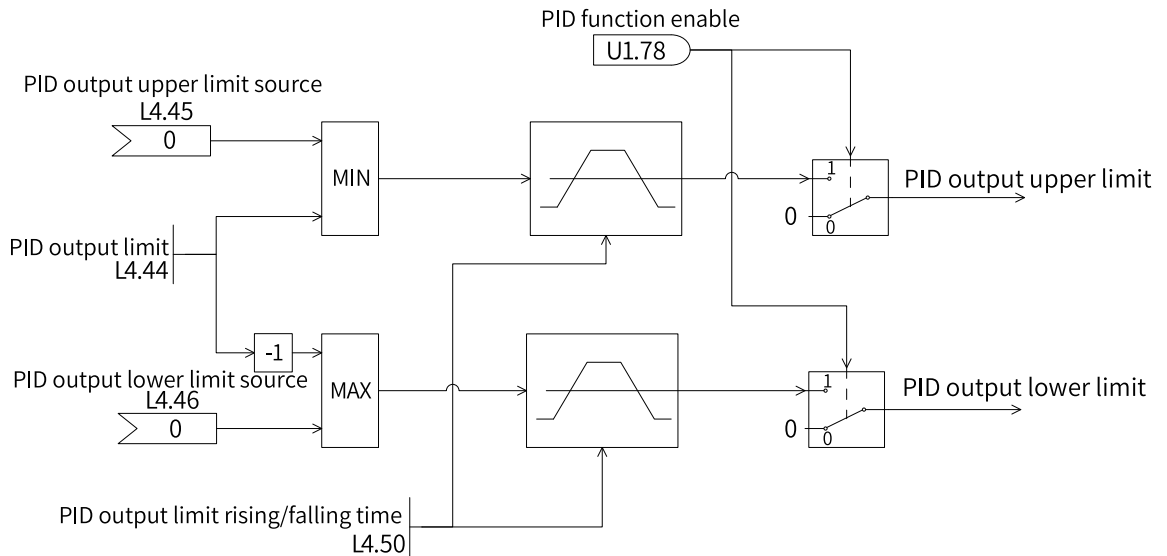 PID function enable
U1.78
PID output upper limit source
L4.45
0
MIN
1
PID output upper limit
0
0
PID output limit
L4.44
-1
MAX
PID output lower limit source
L4.46
0
1
PID output lower limit
0
0
PID output limit rising/falling time
L4.50